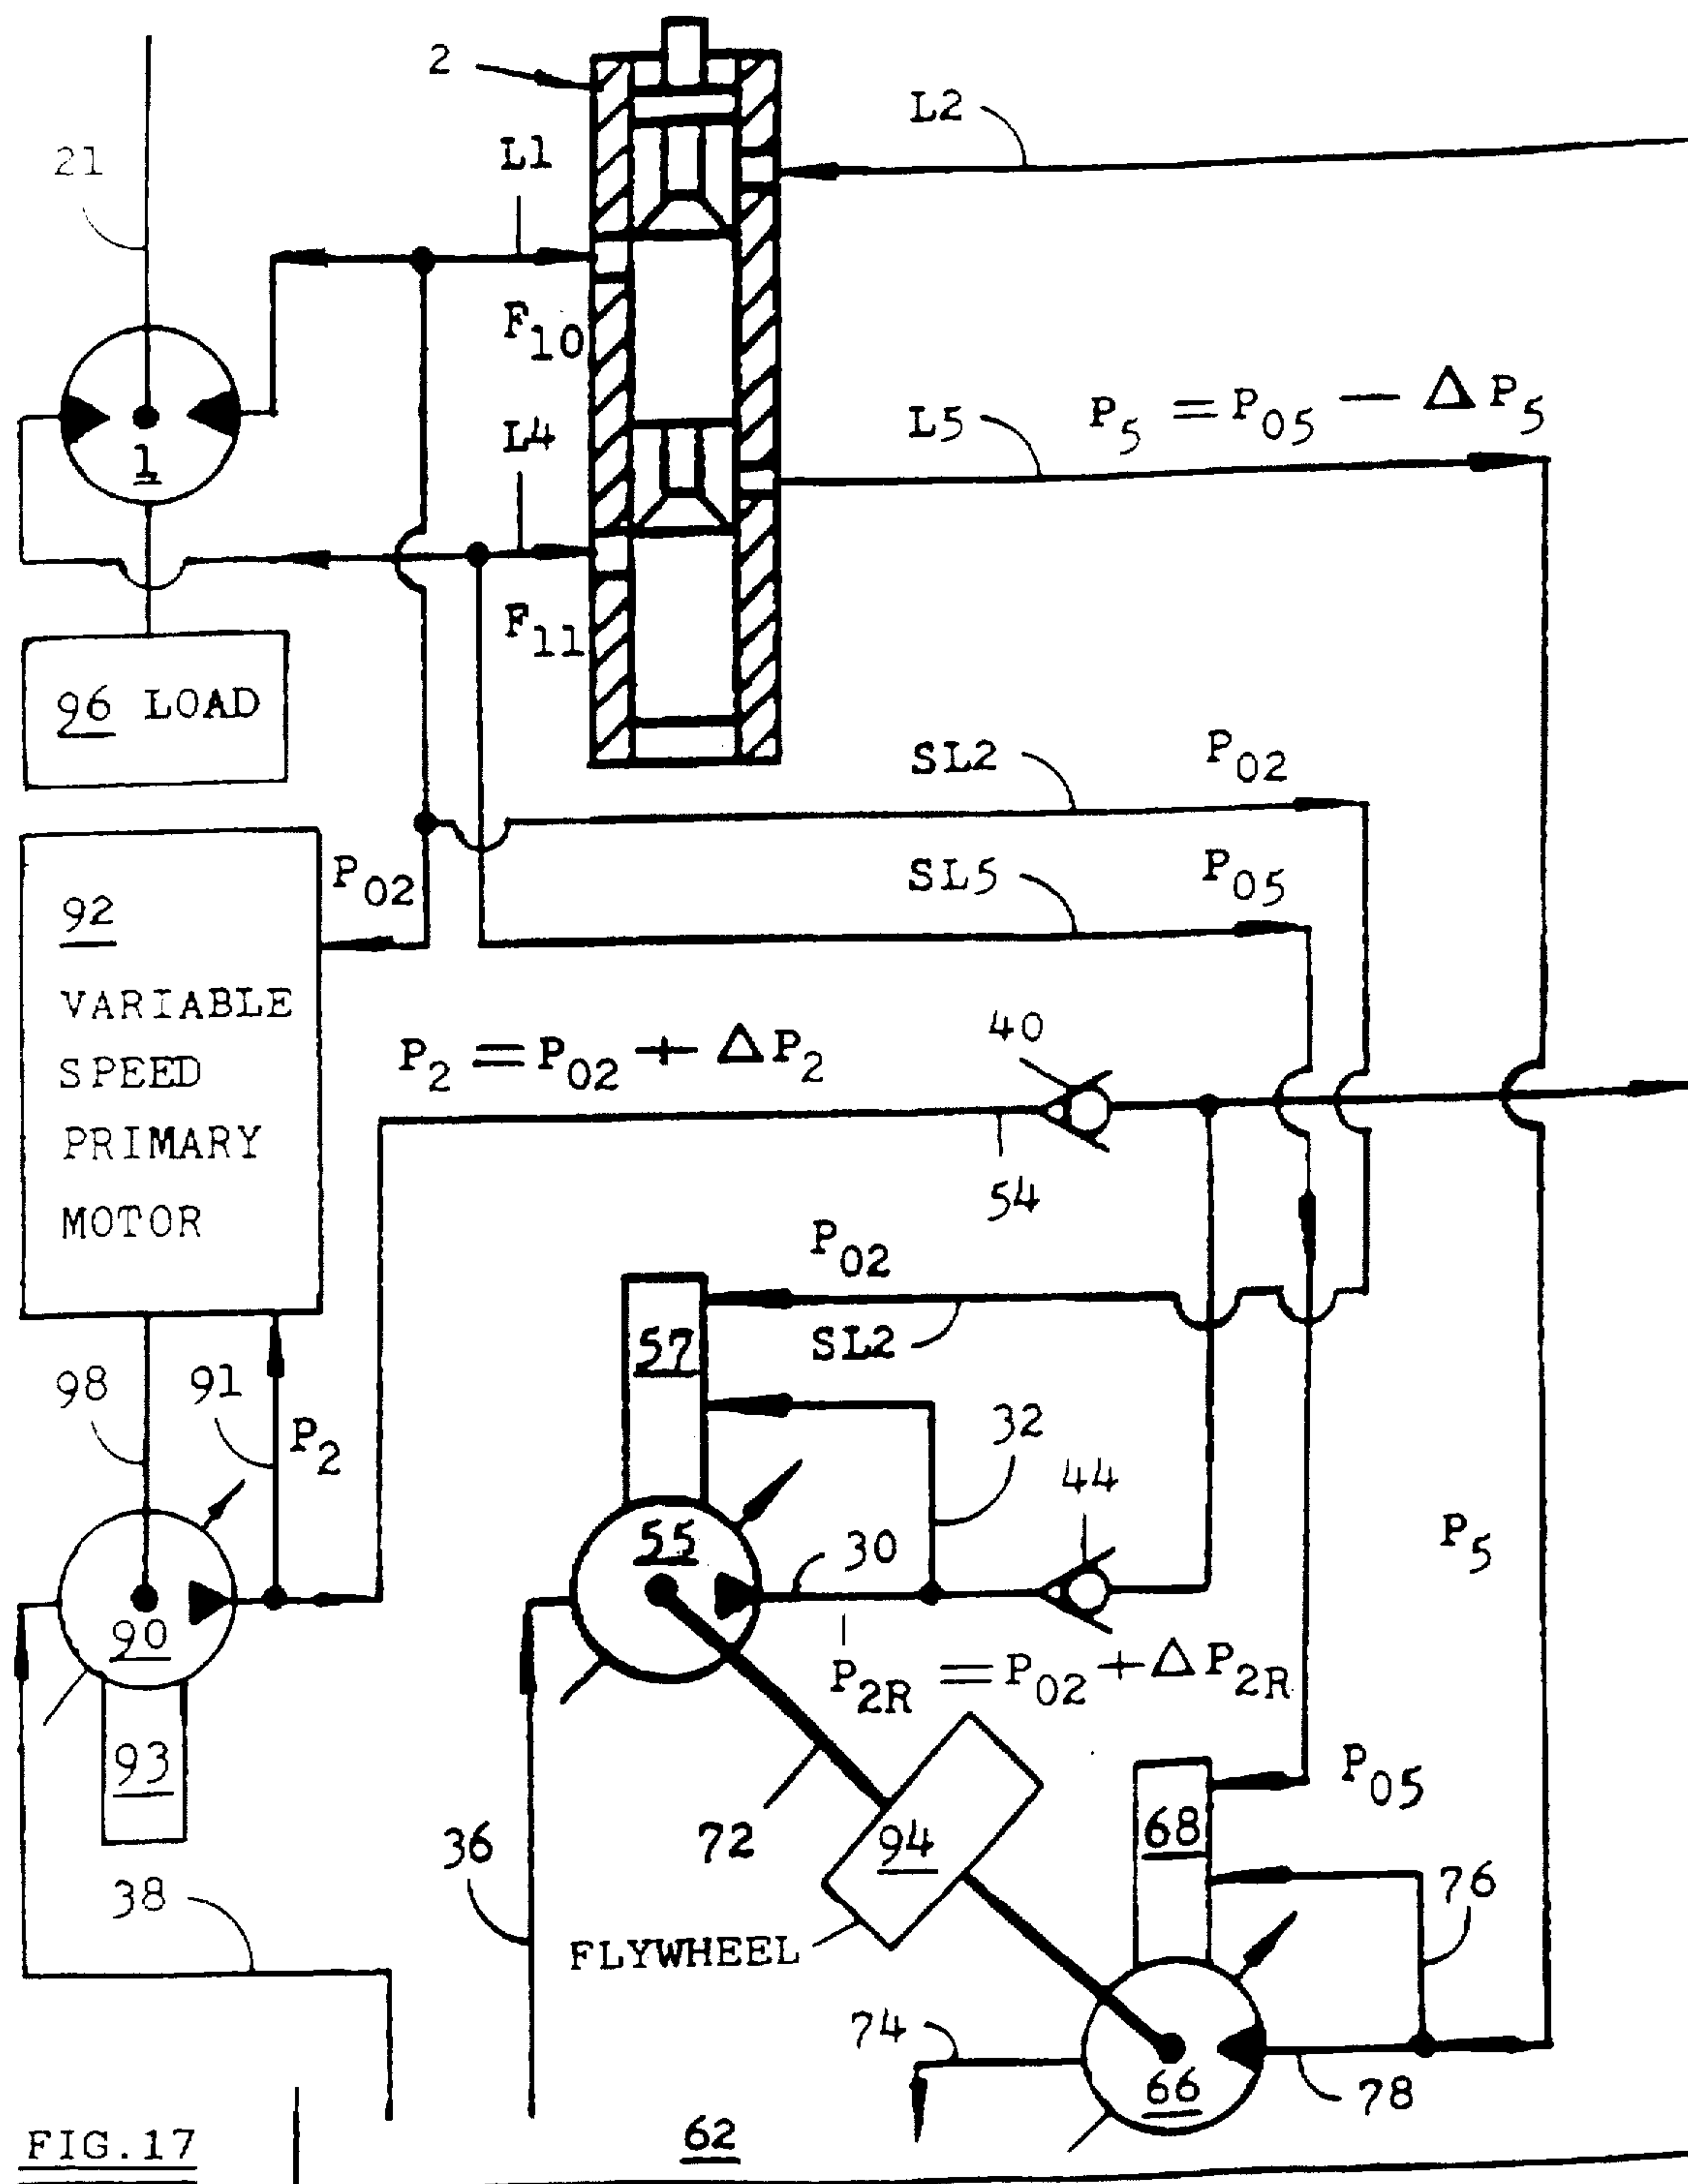 2
L2
L1
21
F10
L5
P5 = P05 − ΔP5
L4
1
F11
96 LOAD
SL2
P02
P02
SL5
P05
92
VARIABLE
SPEED
PRIMARY
MOTOR
40
P2 = P02 + ΔP2
54
P02
SL2
57
98
91
P2
32
44
55
30
P5
90
P2R = P02 + ΔP2R
93
P05
72
36
94
68
38
76
FLYWHEEL
74
66
78
FIG.17
62